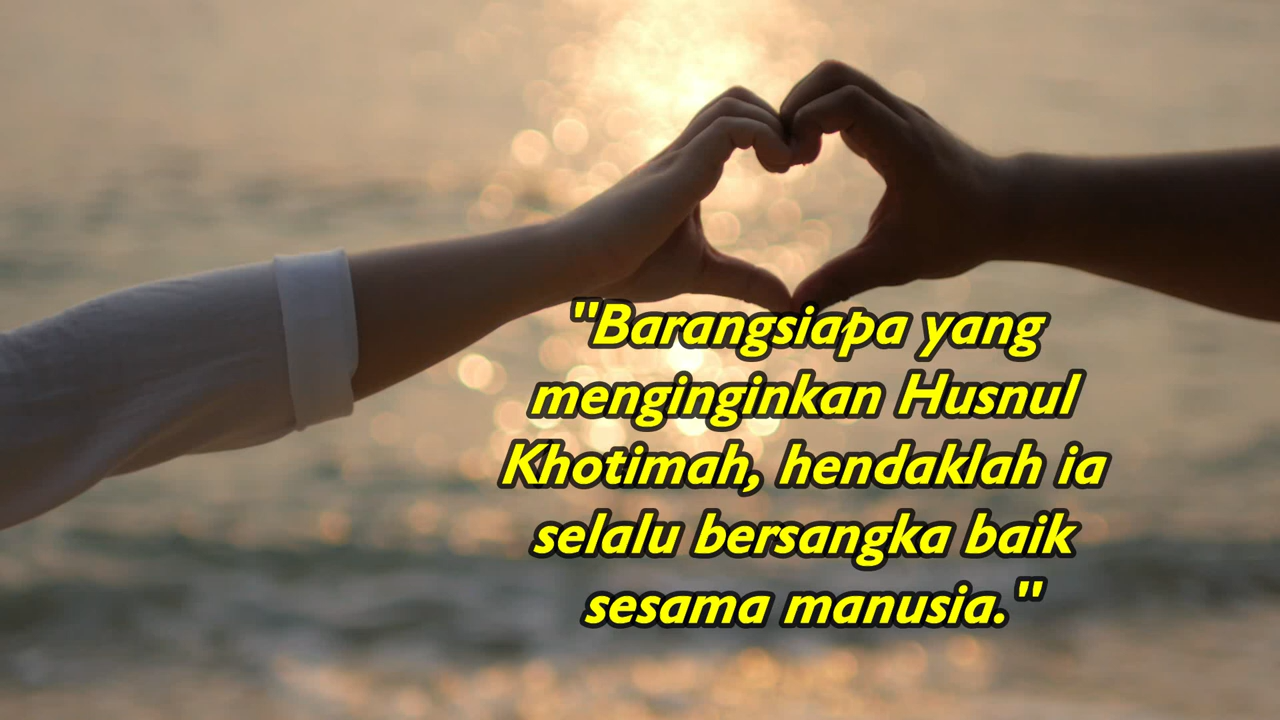 "Barangsiapa yang
menginginkan Husnul
Khotimah, hendaklah ia
selalu bersangka baik
sesama manusia."